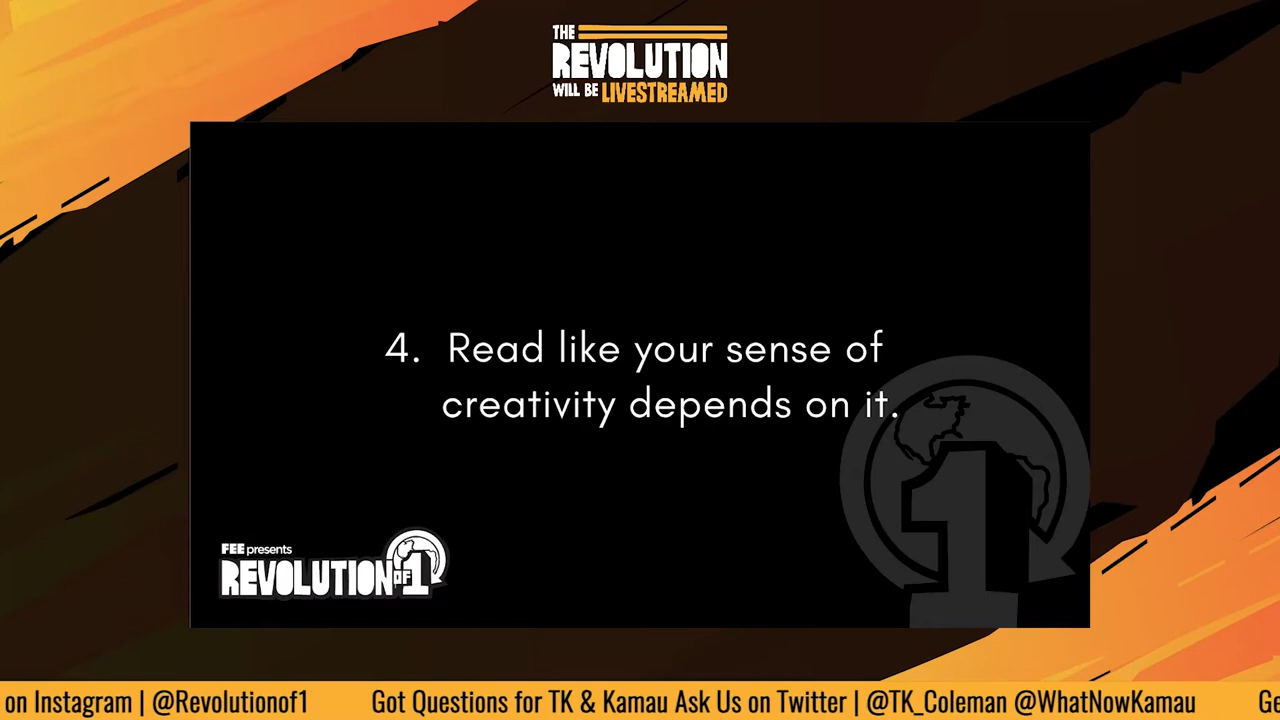 THE
REVOLUTION
WILL BE LIVESTREAMED
4. Read like your sense of
creativity depends on it.
1
FEE presents
REVOLUTION OF 1
on Instagram | @Revolutionof1 Got Questions for TK & Kamau Ask Us on Twitter | @TK_Coleman @WhatNowKamau